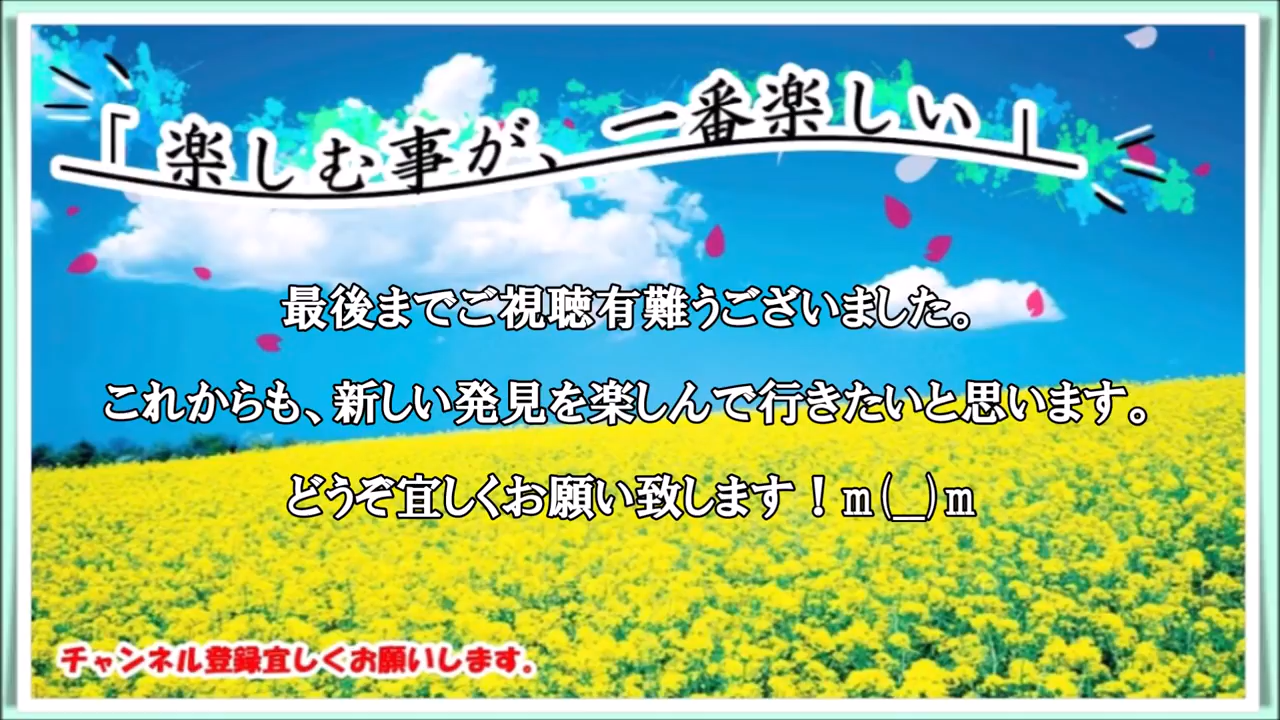 「楽しむ事が、一番楽しい」
最後までご視聴有難うございました。
これからも、新しい発見を楽しんで行きたいと思います。
どうぞ宜しくお願い致します！m(_)m
チャンネル登録宜しくお願いします。